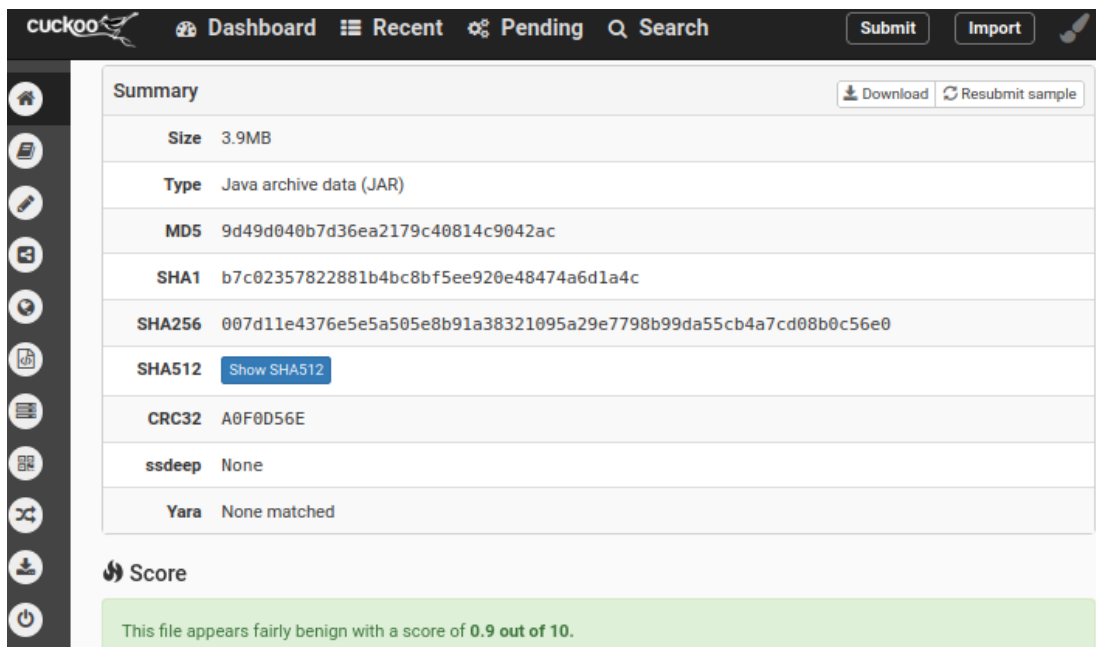 cuckoo Dashboard Recent Pending Search Submit Import
Summary Download Resubmit sample
Size 3.9MB
Type Java archive data (JAR)
MD5 9d49d040b7d36ea2179c40814c9042ac
SHA1 b7c02357822881b4bc8bf5ee920e48474a6d1a4c
SHA256 007d11e4376e5e5a505e8b91a38321095a29e7798b99da55cb4a7cd08b0c56e0
SHA512 Show SHA512
CRC32 A0F0D56E
ssdeep None
Yara None matched
Score
This file appears fairly benign with a score of 0.9 out of 10.